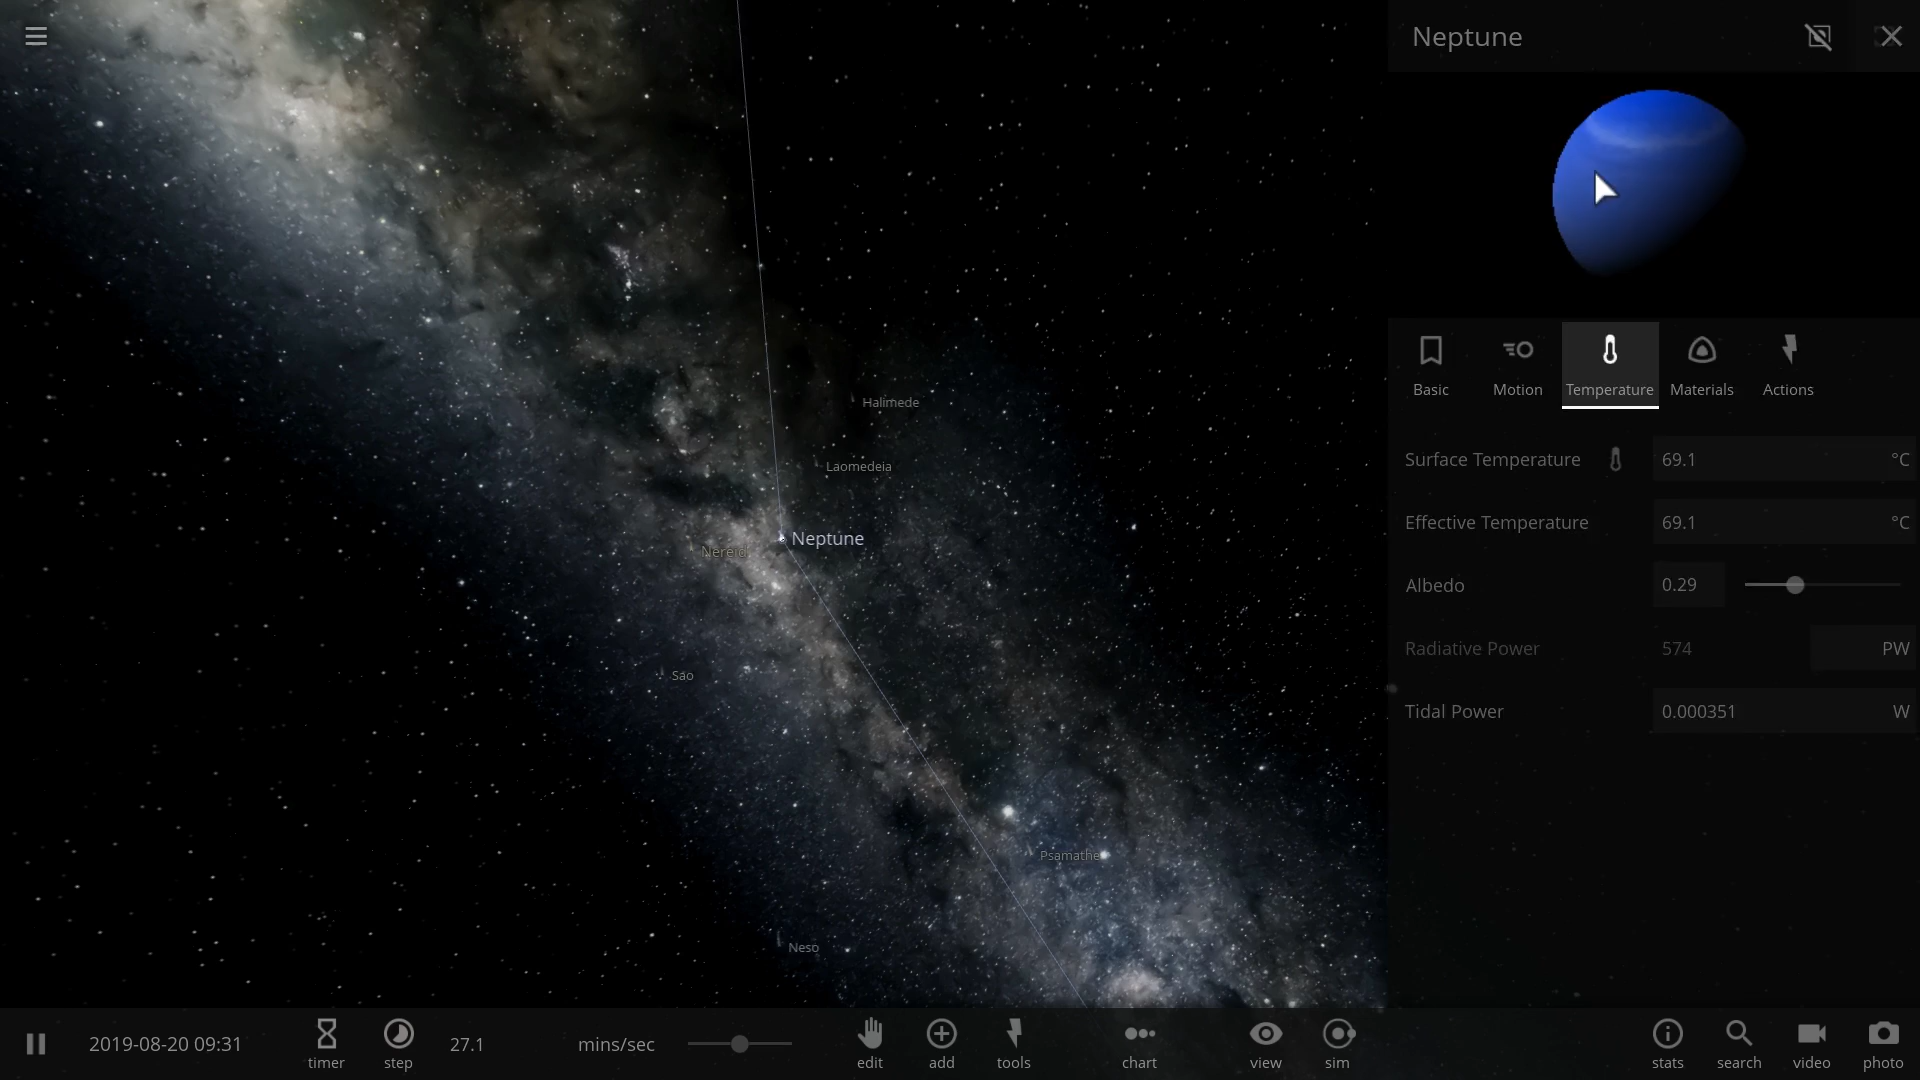 Neptune
Basic
Motion
Temperature
Materials
Actions
Surface Temperature 69.1 °C
Effective Temperature 69.1 °C
Albedo 0.29
Radiative Power 574 PW
Tidal Power 0.000351 W
Halimede
Laomedeia
Neptune
Nereid
Sao
Psamathe
Neso
2019-08-20 09:31
timer
step
27.1
mins/sec
edit
add
tools
chart
view
sim
stats
search
video
photo